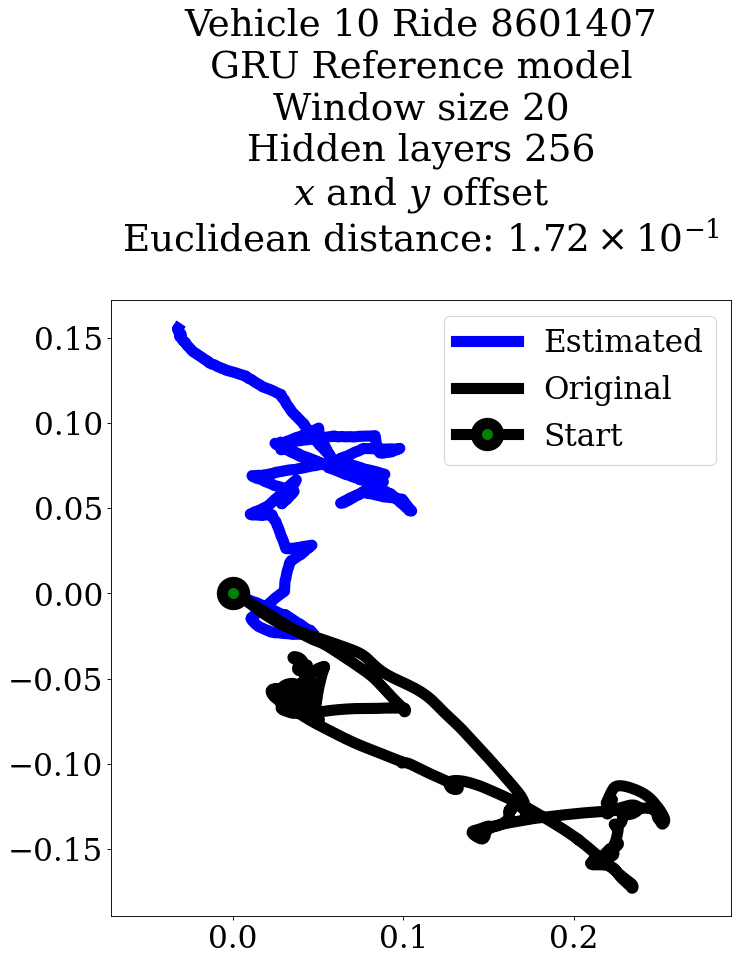 Vehicle 10 Ride 8601407
GRU Reference model
Window size 20
Hidden layers 256
x and y offset
Euclidean distance: 1.72 × 10⁻¹
Estimated
Original
Start
0.15
0.10
0.05
0.00
−0.05
−0.10
−0.15
0.0 0.1 0.2